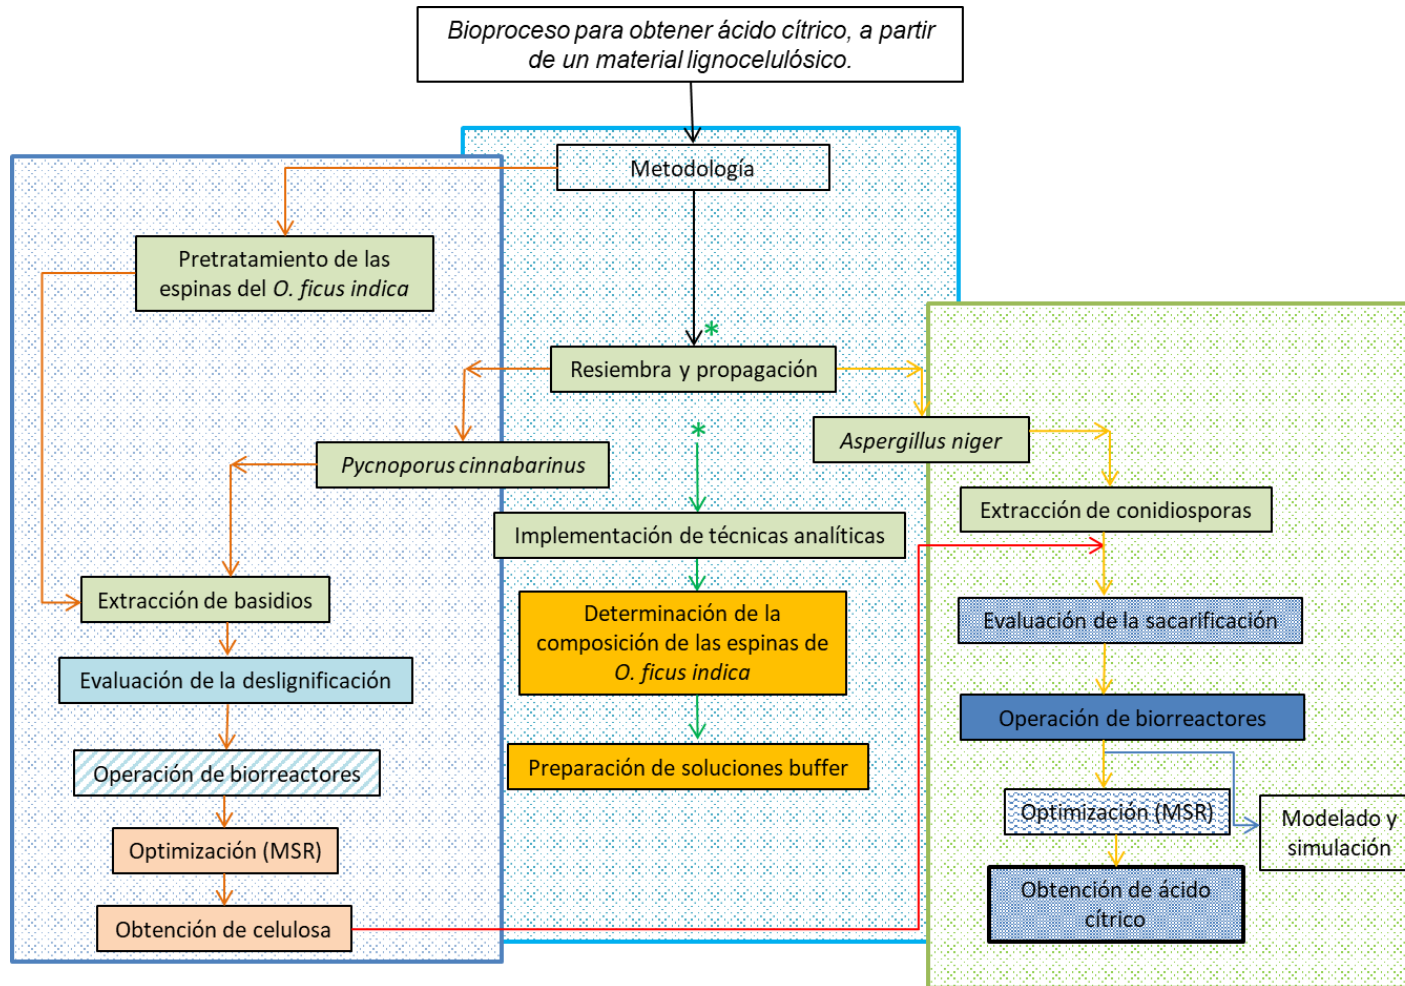 Bioproceso para obtener ácido cítrico, a partir
de un material lignocelulósico.
Metodología
Pretratamiento de las
espinas del O. ficus indica
*
Resiembra y propagación
*
Aspergillus niger
Pycnoporus cinnabarinus
Extracción de conidiosporas
Implementación de técnicas analíticas
Extracción de basidios
Determinación de la
composición de las espinas de
O. ficus indica
Evaluación de la sacarificación
Evaluación de la deslignificación
Operación de biorreactores
Preparación de soluciones buffer
Operación de biorreactores
Optimización (MSR)
Modelado y
simulación
Optimización (MSR)
Obtención de ácido
cítrico
Obtención de celulosa